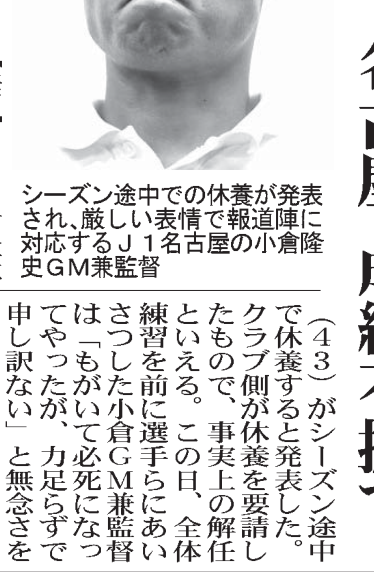 シーズン途中での休養が発表
され、厳しい表情で報道陣に
対応するＪ１名古屋の小倉隆
史ＧＭ兼監督
（４３）がシーズン途中
で休養すると発表した。
クラブ側が休養を要請し
たもので、事実上の解任
といえる。この日、全体
練習を前に選手らにあい
さつした小倉ＧＭ兼監督
は「もがいて必死になっ
てやったが、力足らずで
申し訳ない」と無念さを